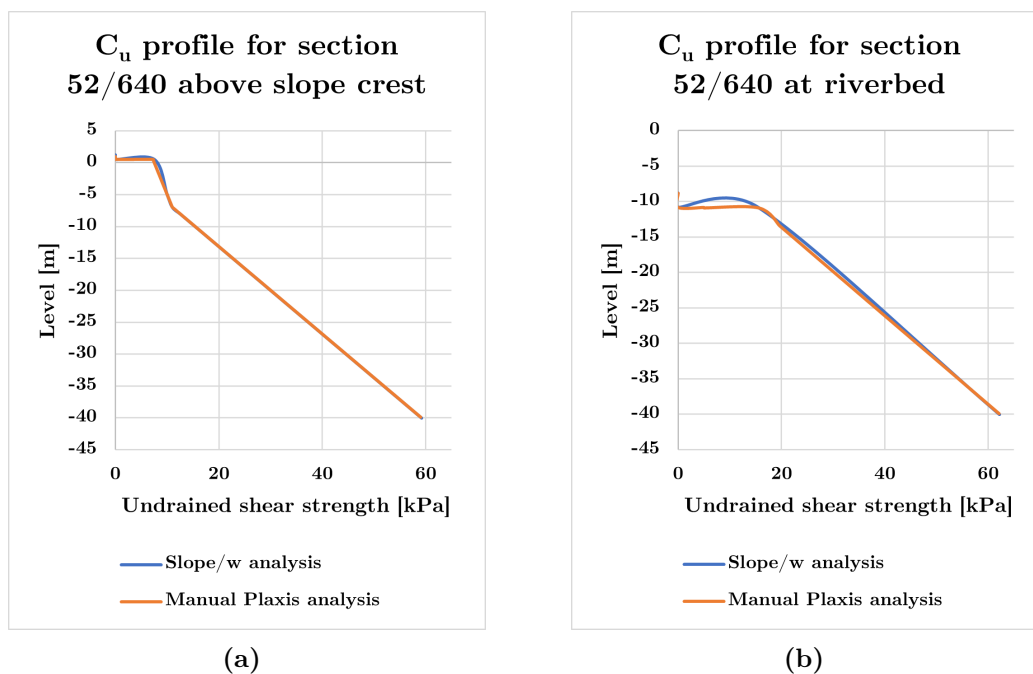 C_u profile for section
52/640 above slope crest
5
0
-5
-10
-15
-20
-25
-30
-35
-40
-45
Level [m]
0
20
40
60
Undrained shear strength [kPa]
Slope/w analysis
Manual Plaxis analysis
(a)
C_u profile for section
52/640 at riverbed
0
-5
-10
-15
-20
-25
-30
-35
-40
-45
Level [m]
0
20
40
60
Undrained shear strength [kPa]
Slope/w analysis
Manual Plaxis analysis
(b)